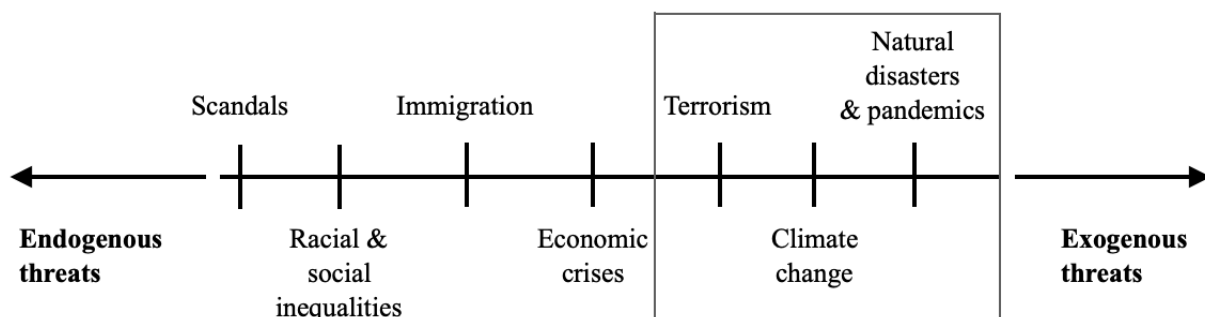 Natural
disasters
& pandemics
Scandals
Immigration
Terrorism
Endogenous
threats
Racial &
social
inequalities
Economic
crises
Climate
change
Exogenous
threats